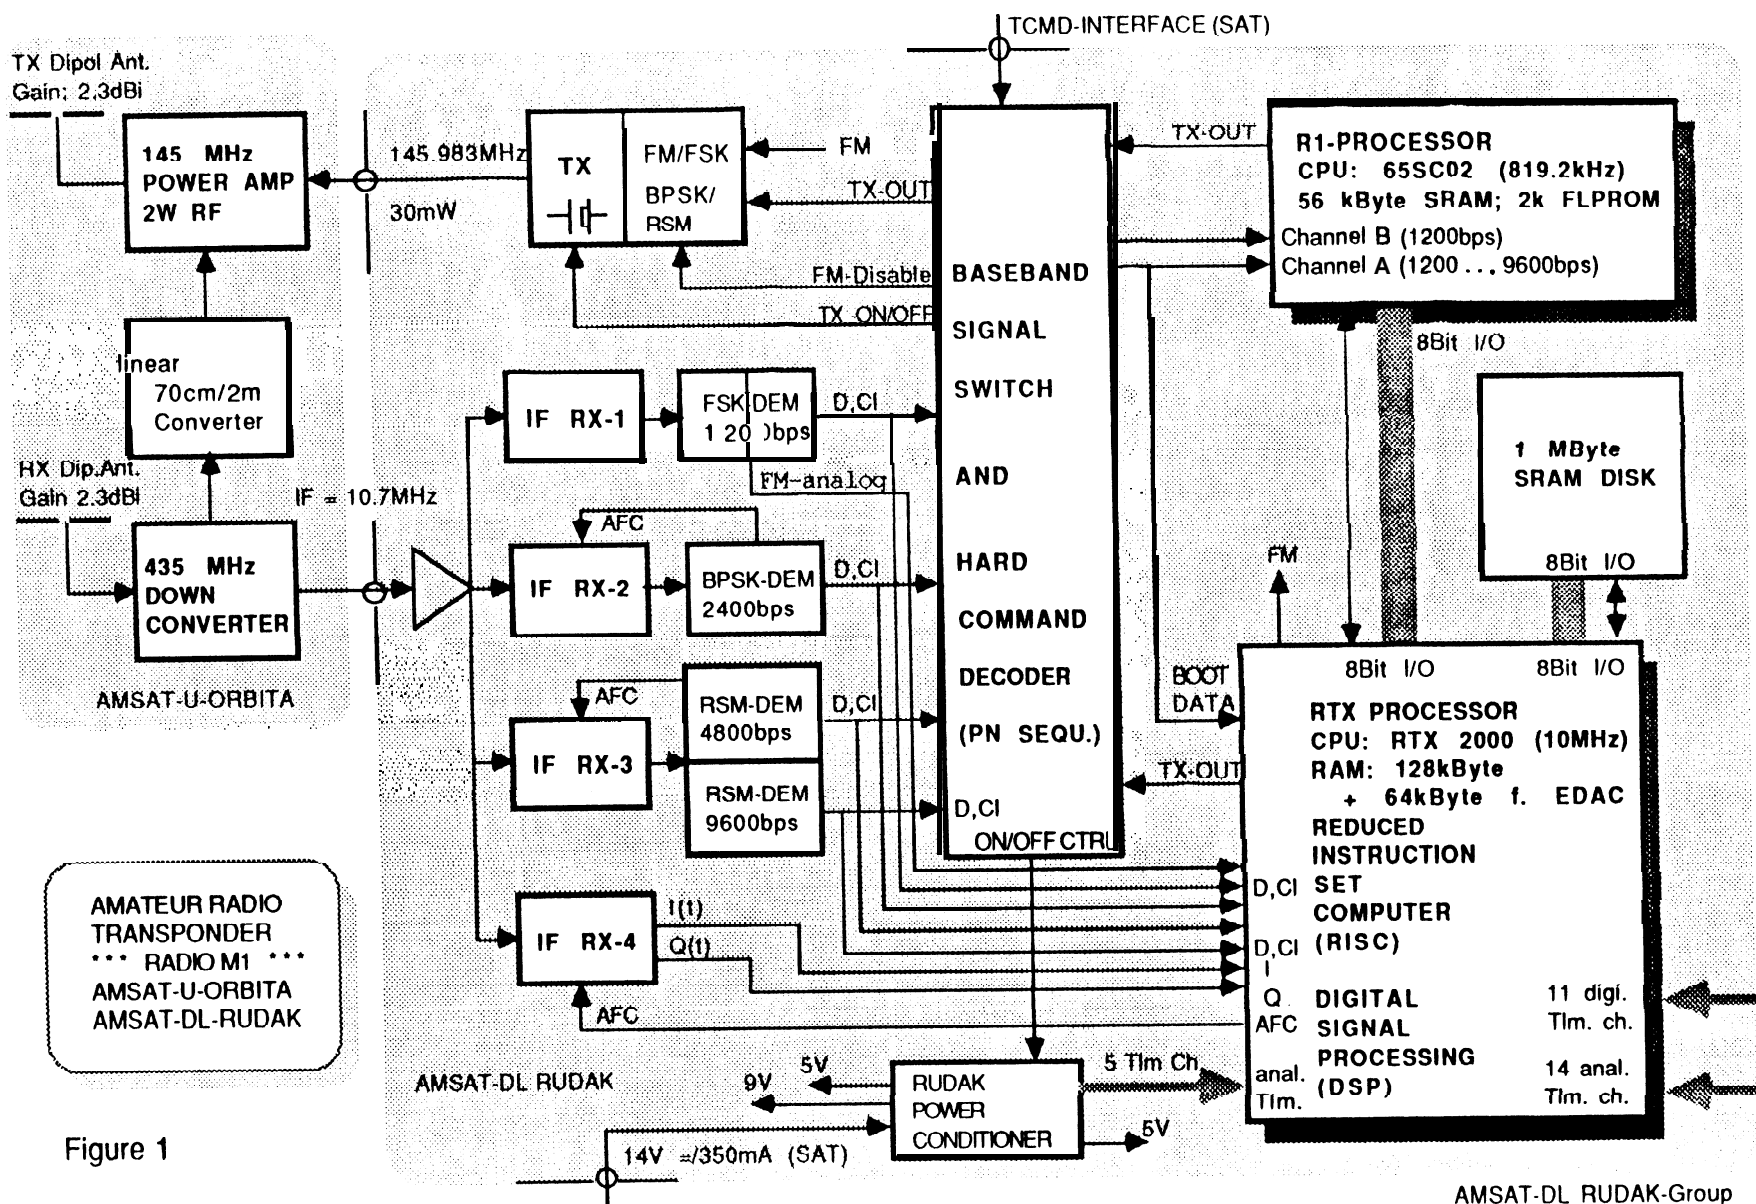 TCMD-INTERFACE (SAT)
TX Dipol Ant.
Gain: 2.3dBi
145 MHz
POWER AMP
2W RF
145.983MHz
30mW
TX
FM/FSK
BPSK/
RSM
FM
TX-OUT
FM-Disable
TX ON/OFF
linear
70cm/2m
Converter
RX Dip.Ant.
Gain 2.3dBi
IF = 10.7MHz
435 MHz
DOWN
CONVERTER
AMSAT-U-ORBITA
IF RX-1
FSK-DEM
1200bps
D,Cl
FM-analog
AFC
IF RX-2
BPSK-DEM
2400bps
D,Cl
AFC
IF RX-3
RSM-DEM
4800bps
D,Cl
RSM-DEM
9600bps
D,Cl
IF RX-4
I(t)
Q(t)
AFC
BASEBAND
SIGNAL
SWITCH
AND
HARD
COMMAND
DECODER
(PN SEQU.)
ON/OFF CTRL
TX-OUT
R1-PROCESSOR
CPU: 65SC02 (819.2kHz)
56 kByte SRAM; 2k FLPROM
Channel B (1200bps)
Channel A (1200 ... 9600bps)
8Bit I/O
1 MByte
SRAM DISK
8Bit I/O
FM
BOOT
DATA
TX-OUT
8Bit I/O
8Bit I/O
RTX PROCESSOR
CPU: RTX 2000 (10MHz)
RAM: 128kByte
+ 64kByte f. EDAC
REDUCED
INSTRUCTION
SET
COMPUTER
(RISC)
D,Cl
D,Cl
I
Q
AFC
DIGITAL
SIGNAL
PROCESSING
(DSP)
anal.
Tlm.
11 digi.
Tlm. ch.
14 anal.
Tlm. ch.
AMATEUR RADIO
TRANSPONDER
*** RADIO M1 ***
AMSAT-U-ORBITA
AMSAT-DL-RUDAK
AMSAT-DL RUDAK
5V
9V
RUDAK
POWER
CONDITIONER
5 Tlm Ch.
5V
14V =/350mA (SAT)
Figure 1
AMSAT-DL RUDAK-Group